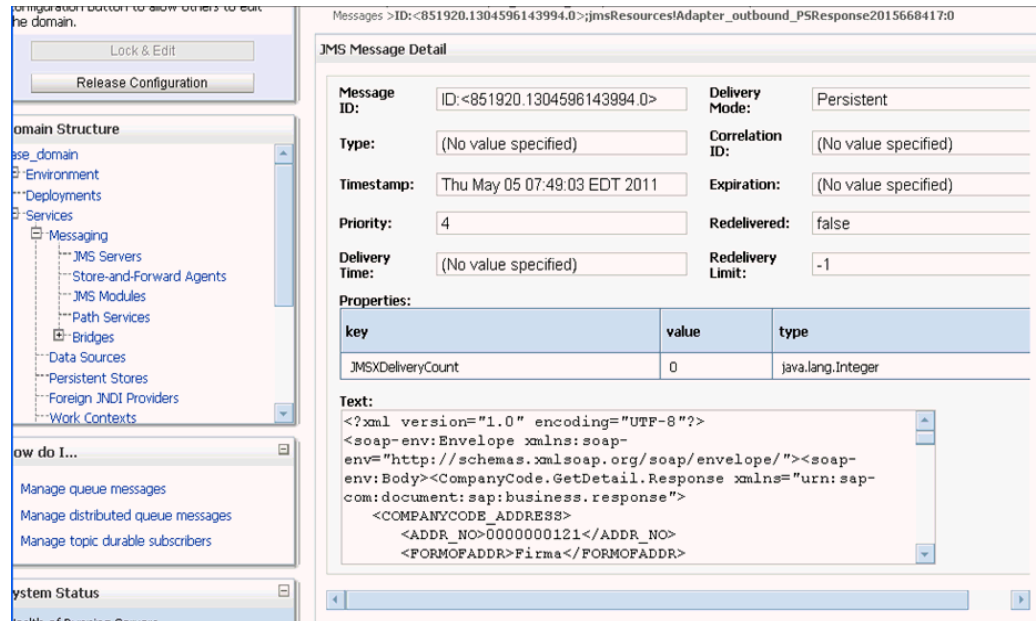 configuration button to allow others to edit
he domain.
Lock & Edit
Release Configuration
omain Structure
ase_domain
Environment
Deployments
Services
Messaging
JMS Servers
Store-and-Forward Agents
JMS Modules
Path Services
Bridges
Data Sources
Persistent Stores
Foreign JNDI Providers
Work Contexts
ow do I...
Manage queue messages
Manage distributed queue messages
Manage topic durable subscribers
ystem Status
Messages >ID:<851920.1304596143994.0>;jmsResources!Adapter_outbound_PSResponse2015668417:0
JMS Message Detail
Message ID: ID:<851920.1304596143994.0> Delivery Mode: Persistent
Type: (No value specified) Correlation ID: (No value specified)
Timestamp: Thu May 05 07:49:03 EDT 2011 Expiration: (No value specified)
Priority: 4 Redelivered: false
Delivery Time: (No value specified) Redelivery Limit: -1
Properties:
key value type
JMSXDeliveryCount 0 java.lang.Integer
Text:
<?xml version="1.0" encoding="UTF-8"?>
<soap-env:Envelope xmlns:soap-
env="http://schemas.xmlsoap.org/soap/envelope/"><soap-
env:Body><CompanyCode.GetDetail.Response xmlns="urn:sap-
com:document:sap:business.response">
<COMPANYCODE_ADDRESS>
<ADDR_NO>0000000121</ADDR_NO>
<FORMOFADDR>Firma</FORMOFADDR>